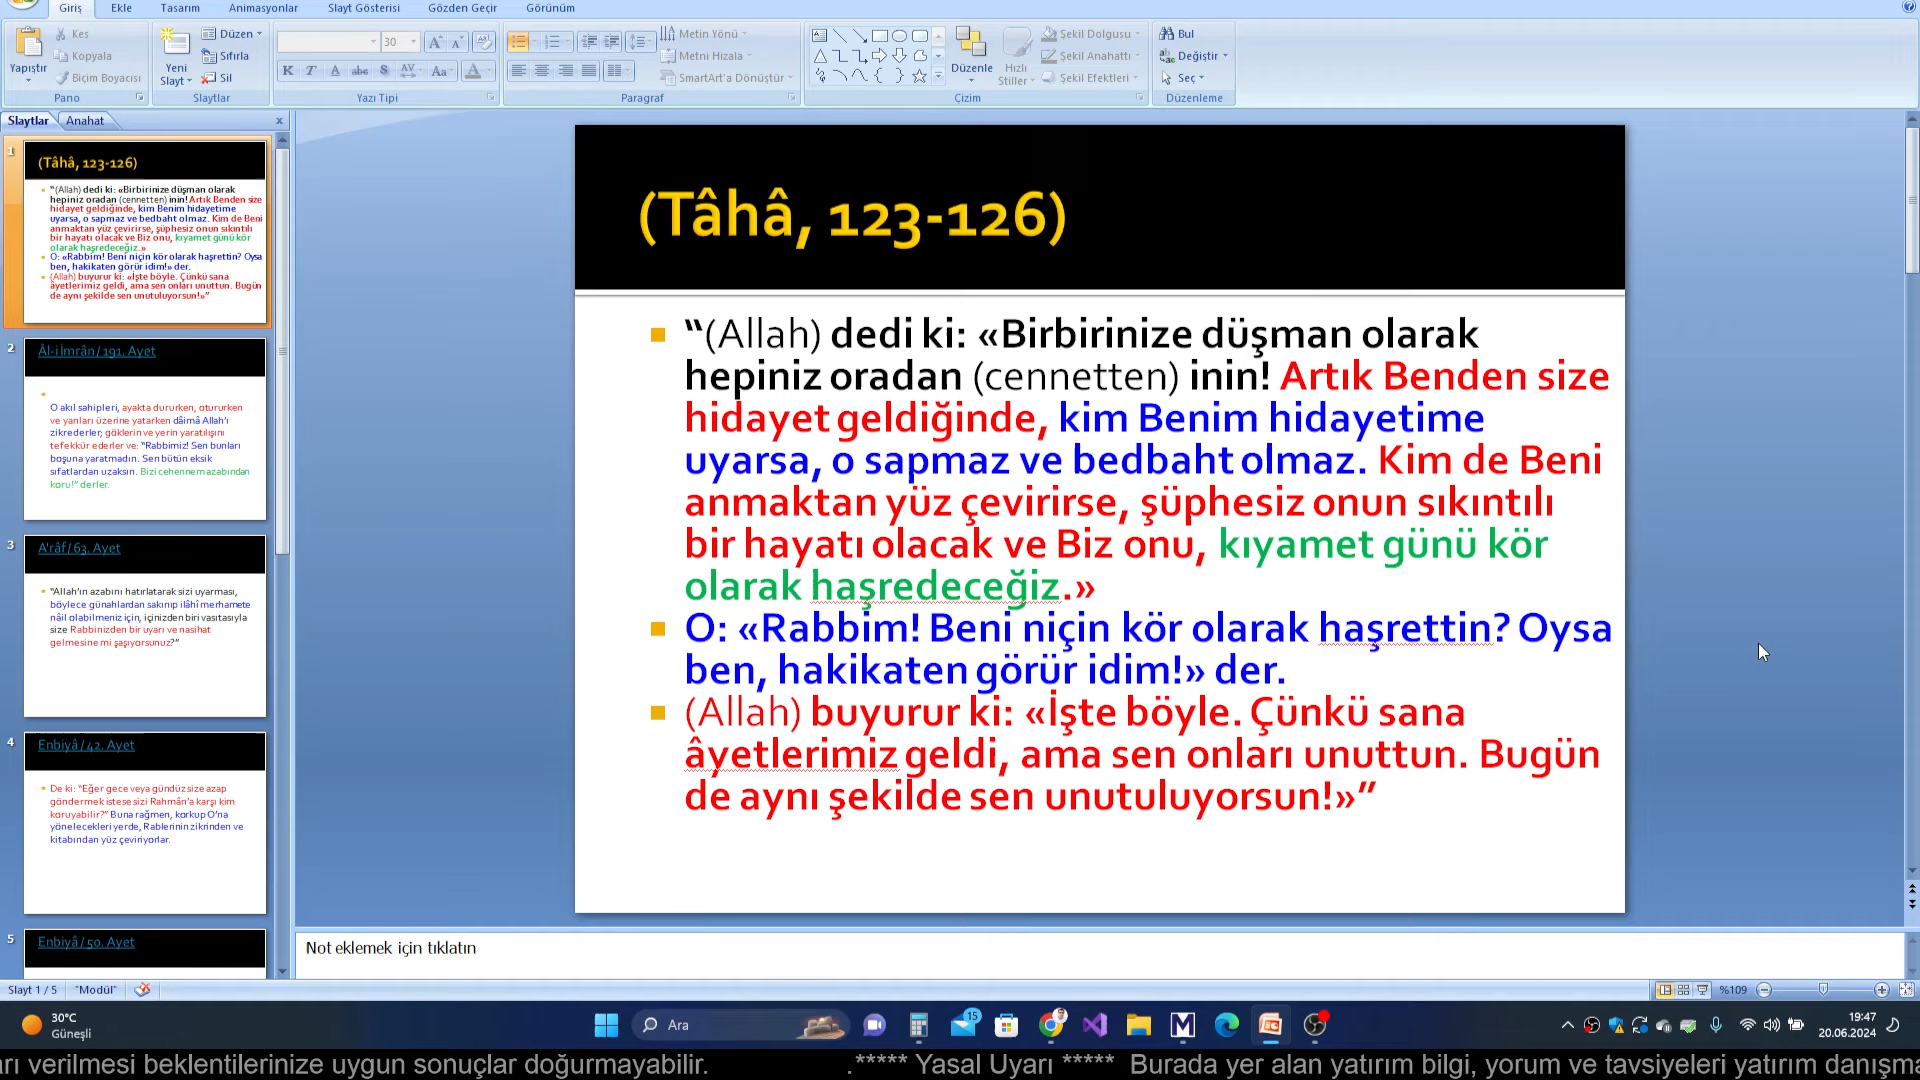 Giriş Ekle Tasarım Animasyonlar Slayt Gösterisi Gözden Geçir Görünüm
Yapıştır
Kes
Kopyala
Biçim Boyacısı
Pano
Yeni
Slayt
Düzen
Sıfırla
Sil
Slaytlar
30
Yazı Tipi
Metin Yönü
Metni Hizala
SmartArt'a Dönüştür
Paragraf
Düzenle
Hızlı
Stiller
Şekil Dolgusu
Şekil Anahattı
Şekil Efektleri
Çizim
Bul
Değiştir
Seç
Düzenleme
Slaytlar Anahat
1
(Tâhâ, 123-126)
“(Allah) dedi ki: «Birbirinize düşman olarak
hepiniz oradan (cennetten) inin! Artık Benden size
hidayet geldiğinde, kim Benim hidayetime
uyarsa, o sapmaz ve bedbaht olmaz. Kim de Beni
anmaktan yüz çevirirse, şüphesiz onun sıkıntılı
bir hayatı olacak ve Biz onu, kıyamet günü kör
olarak haşredeceğiz.»
O: «Rabbim! Beni niçin kör olarak haşrettin? Oysa
ben, hakikaten görür idim!» der.
(Allah) buyurur ki: «İşte böyle. Çünkü sana
âyetlerimiz geldi, ama sen onları unuttun. Bugün
de aynı şekilde sen unutuluyorsun!»”
2
Âl-i İmrân / 191. Ayet
O akıl sahipleri, ayakta dururken, otururken
ve yanları üzerine yatarken dâimâ Allah’ı
zikrederler; göklerin ve yerin yaratılışını
tefekkür ederler ve: “Rabbimiz! Sen bunları
boşuna yaratmadın. Sen bütün eksik
sıfatlardan uzaksın. Bizi cehennem azabından
koru!” derler.
3
A'râf / 63. Ayet
“Allah’ın azabını hatırlatarak sizi uyarması,
böylece günahlardan sakınıp ilâhî merhamete
nâil olabilmeniz için, içinizden biri vasıtasıyla
size Rabbinizden bir uyarı ve nasihat
gelmesine mi şaşıyorsunuz?”
4
Enbiyâ / 42. Ayet
De ki: “Eğer gece veya gündüz size azap
göndermek istese sizi Rahmân’a karşı kim
koruyabilir?” Buna rağmen, korkup O’na
yönelecekleri yerde, Rablerinin zikrinden ve
kitabından yüz çeviriyorlar.
5
Enbiyâ / 50. Ayet
(Tâhâ, 123-126)
“(Allah) dedi ki: «Birbirinize düşman olarak
hepiniz oradan (cennetten) inin! Artık Benden size
hidayet geldiğinde, kim Benim hidayetime
uyarsa, o sapmaz ve bedbaht olmaz. Kim de Beni
anmaktan yüz çevirirse, şüphesiz onun sıkıntılı
bir hayatı olacak ve Biz onu, kıyamet günü kör
olarak haşredeceğiz.»
O: «Rabbim! Beni niçin kör olarak haşrettin? Oysa
ben, hakikaten görür idim!» der.
(Allah) buyurur ki: «İşte böyle. Çünkü sana
âyetlerimiz geldi, ama sen onları unuttun. Bugün
de aynı şekilde sen unutuluyorsun!»”
Not eklemek için tıklatın
Slayt 1 / 5 "Modül" %109
30°C
Güneşli
Ara
15
19:47
20.06.2024
arı verilmesi beklentilerinize uygun sonuçlar doğurmayabilir. .***** Yasal Uyarı ***** Burada yer alan yatırım bilgi, yorum ve tavsiyeleri yatırım danışma